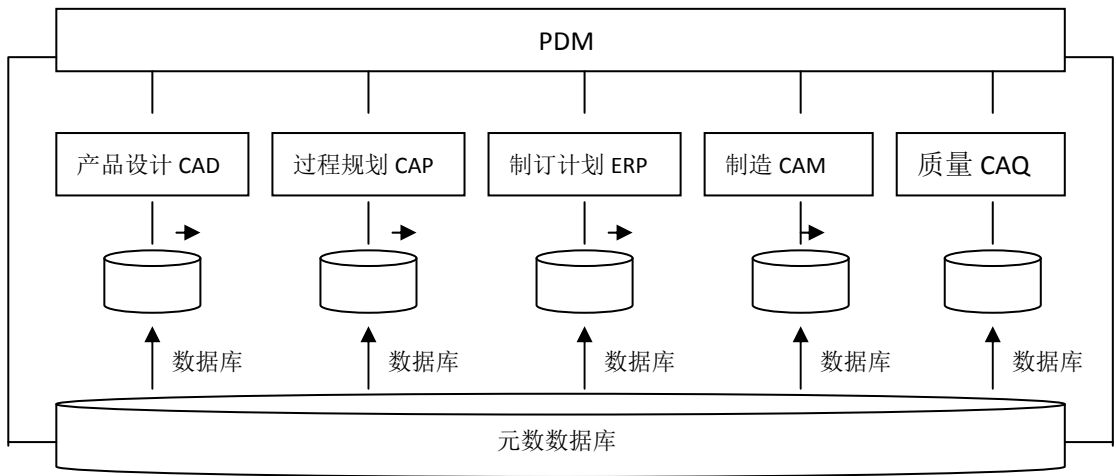 PDM
产品设计 CAD
过程规划 CAP
制订计划 ERP
制造 CAM
质量 CAQ
数据库
数据库
数据库
数据库
数据库
元数数据库